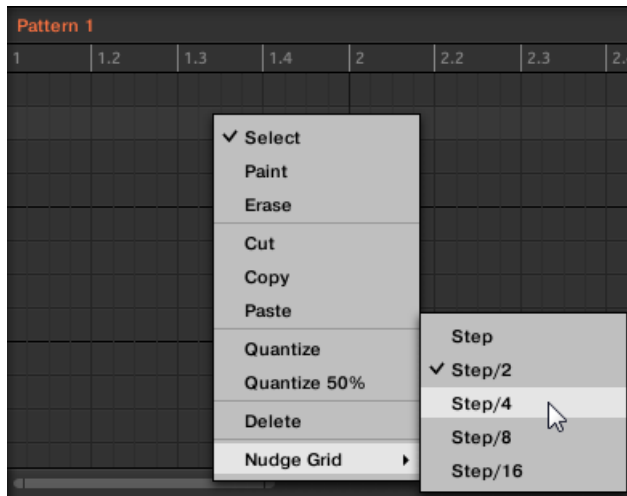 Pattern 1
1 1.2 1.3 1.4 2 2.2 2.3 2.
Select
Paint
Erase
Cut
Copy
Paste
Quantize
Quantize 50%
Delete
Nudge Grid
Step
Step/2
Step/4
Step/8
Step/16